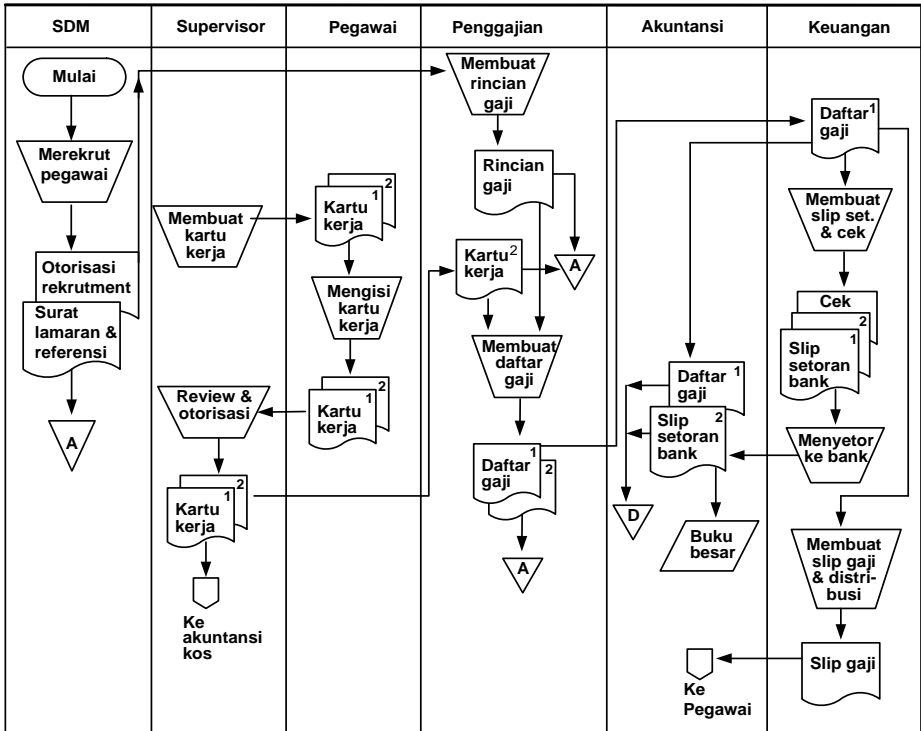 SDM
Supervisor
Pegawai
Penggajian
Akuntansi
Keuangan
Mulai
Merekrut
pegawai
Otorisasi
rekrutment
Surat
lamaran &
referensi
A
Membuat
kartu
kerja
Review &
otorisasi
2
Kartu 1
kerja
Ke
akuntansi
kos
2
Kartu 1
kerja
Mengisi
kartu
kerja
2
Kartu 1
kerja
Membuat
rincian
gaji
Rincian
gaji
Kartu 2
kerja
A
Membuat
daftar
gaji
Daftar 1
gaji 2
A
Daftar 1
gaji
Slip 2
setoran
bank
D
Buku
besar
Ke
Pegawai
Daftar 1
gaji
Membuat
slip set.
& cek
Cek
2
1
Slip
setoran
bank
Menyetor
ke bank
Membuat
slip gaji
& distri-
busi
Slip gaji